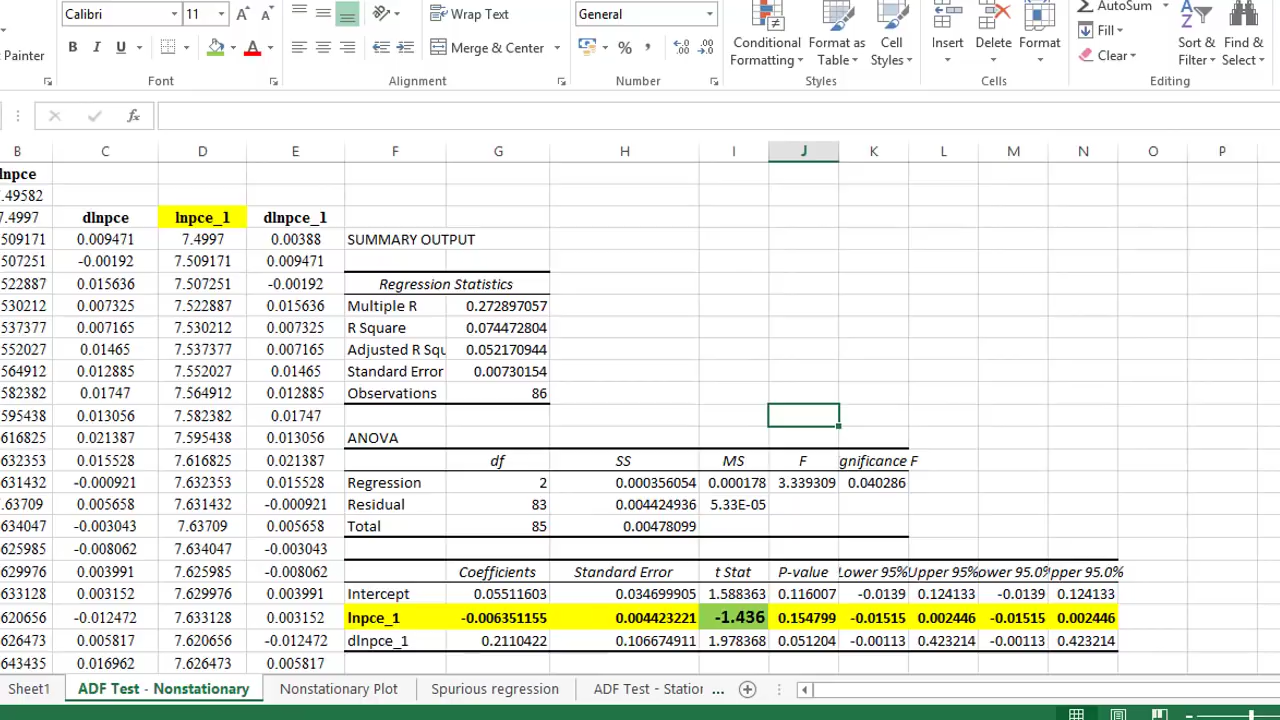 Calibri 11 A A Wrap Text General AutoSum
Painter B I U A Merge & Center % , Conditional Formatting Format as Table Cell Styles Insert Delete Format Fill Clear Sort & Filter Find & Select
Font Alignment Number Styles Cells Editing
fx
B C D E F G H I J K L M N O P
lnpce
7.49582
7.4997 dlnpce lnpce_1 dlnpce_1
509171 0.009471 7.4997 0.00388 SUMMARY OUTPUT
507251 -0.00192 7.509171 0.009471
522887 0.015636 7.507251 -0.00192 Regression Statistics
530212 0.007325 7.522887 0.015636 Multiple R 0.272897057
537377 0.007165 7.530212 0.007325 R Square 0.074472804
552027 0.01465 7.537377 0.007165 Adjusted R Squ 0.052170944
564912 0.012885 7.552027 0.01465 Standard Error 0.00730154
582382 0.01747 7.564912 0.012885 Observations 86
595438 0.013056 7.582382 0.01747
616825 0.021387 7.595438 0.013056 ANOVA
632353 0.015528 7.616825 0.021387 df SS MS F gnificance F
631432 -0.000921 7.632353 0.015528 Regression 2 0.000356054 0.000178 3.339309 0.040286
7.63709 0.005658 7.631432 -0.000921 Residual 83 0.004424936 5.33E-05
634047 -0.003043 7.63709 0.005658 Total 85 0.00478099
625985 -0.008062 7.634047 -0.003043
629976 0.003991 7.625985 -0.008062 Coefficients Standard Error t Stat P-value Lower 95% Upper 95% ower 95.0% pper 95.0%
633128 0.003152 7.629976 0.003991 Intercept 0.05511603 0.034699905 1.588363 0.116007 -0.0139 0.124133 -0.0139 0.124133
620656 -0.012472 7.633128 0.003152 lnpce_1 -0.006351155 0.004423221 -1.436 0.154799 -0.01515 0.002446 -0.01515 0.002446
626473 0.005817 7.620656 -0.012472 dlnpce_1 0.2110422 0.106674911 1.978368 0.051204 -0.00113 0.423214 -0.00113 0.423214
643435 0.016962 7.626473 0.005817
Sheet1 ADF Test - Nonstationary Nonstationary Plot Spurious regression ADF Test - Station ...